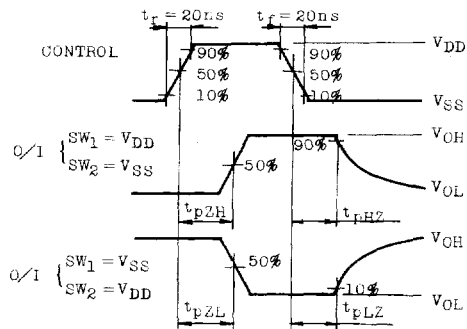 tr = 20ns tf = 20ns
CONTROL
90% 90% VDD
50% 50%
10% 10% VSS
O/I { SW1 = VDD
SW2 = VSS
50% 90% VOH
VOL
tpZH tpHZ
O/I { SW1 = VSS
SW2 = VDD
50% VOH
10% VOL
tpZL tpLZ